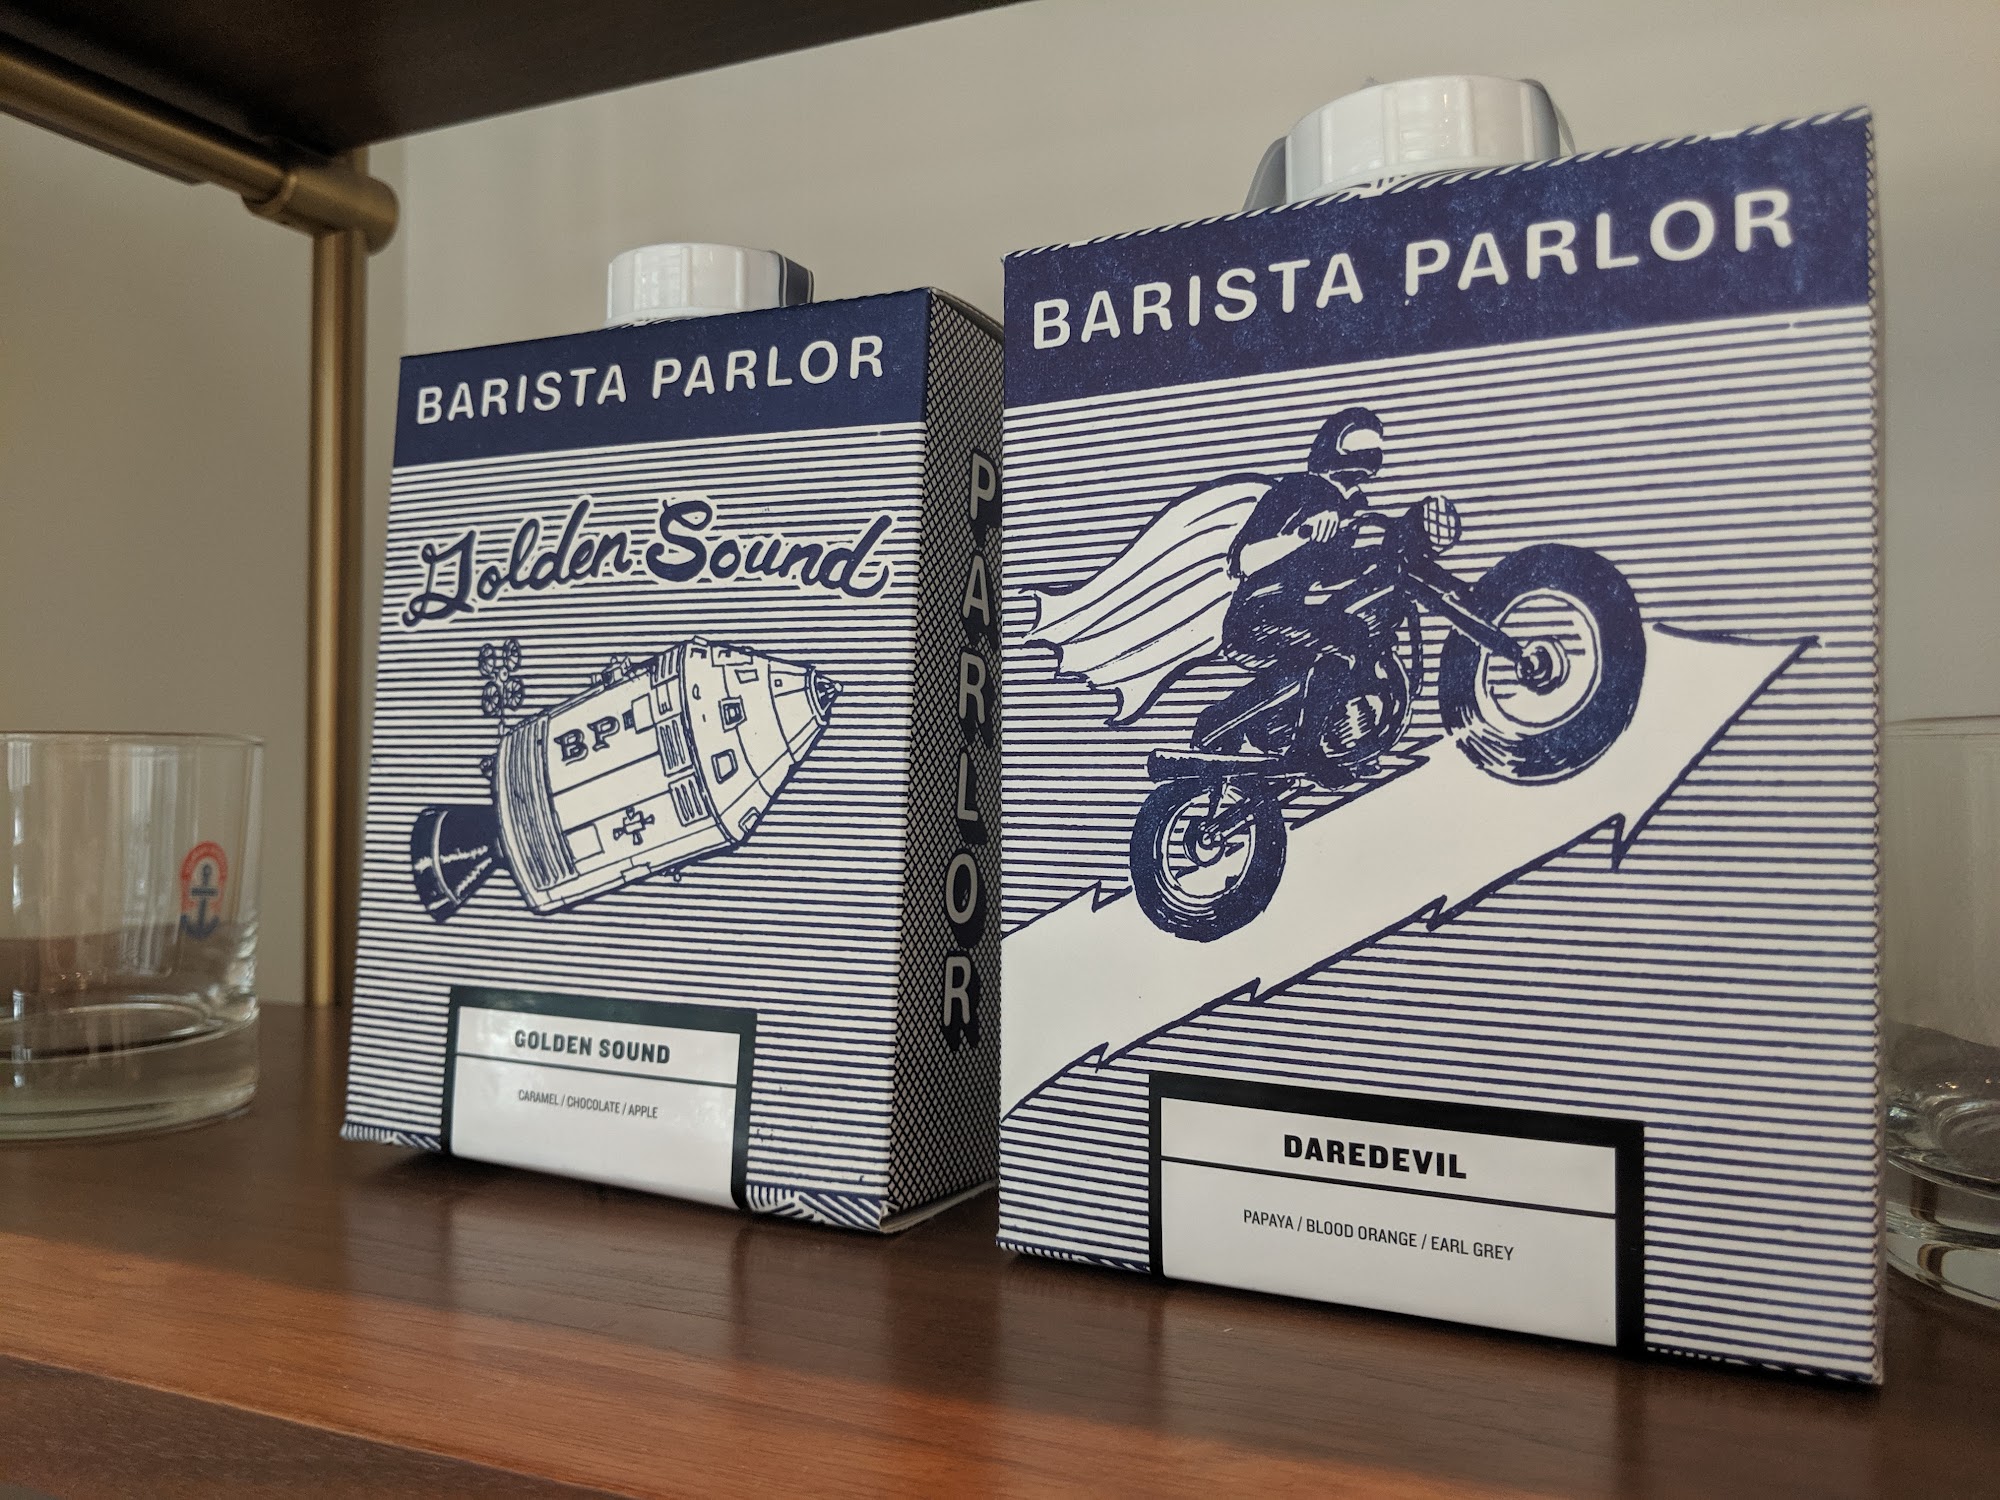 BARISTA PARLOR
Golden Sound
BP
PARLOR
GOLDEN SOUND
CARAMEL / CHOCOLATE / APPLE
BARISTA PARLOR
DAREDEVIL
PAPAYA / BLOOD ORANGE / EARL GREY